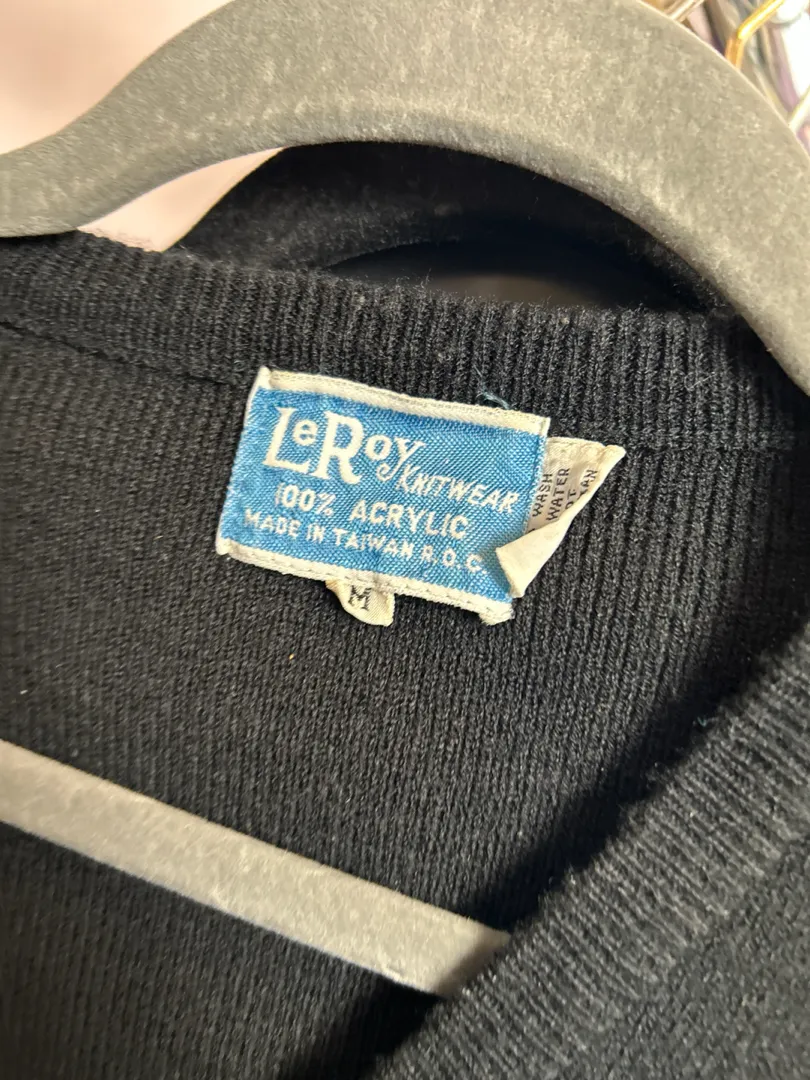 LeRoy KNITWEAR
100% ACRYLIC
MADE IN TAIWAN R.O.C.
M
WASH
WATER